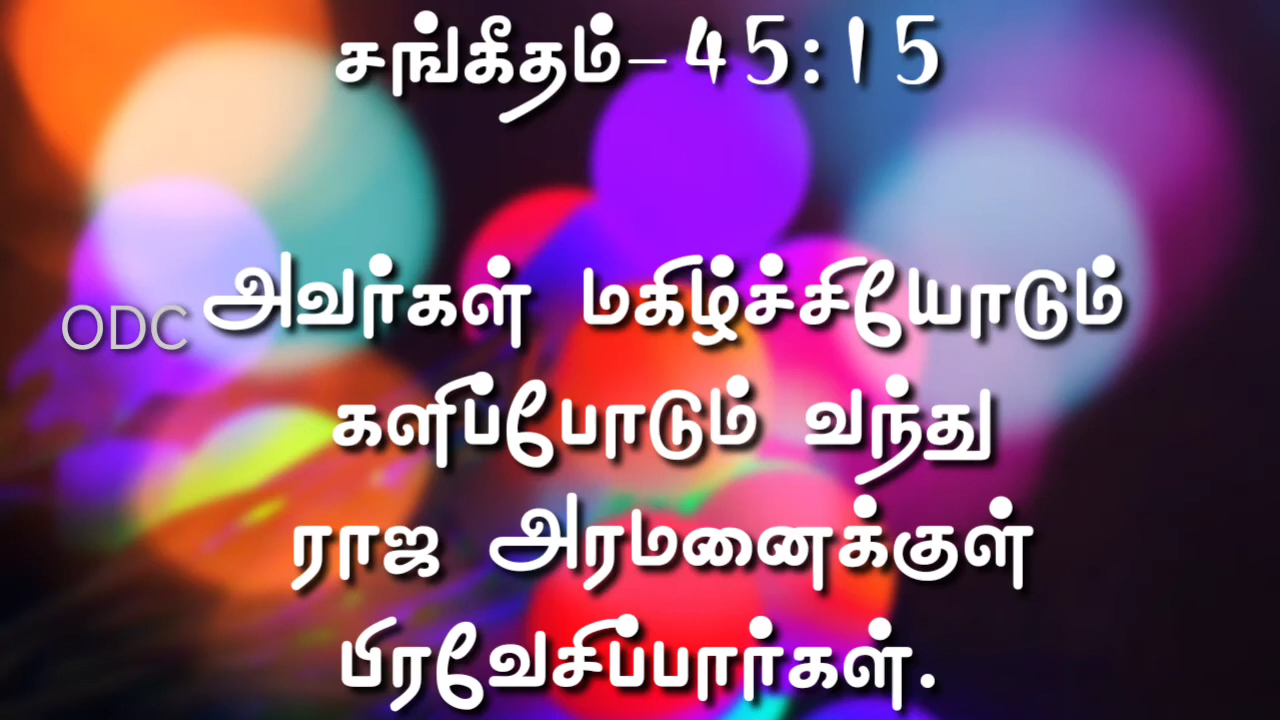 சங்கீதம்-45:15
அவர்கள் மகிழ்ச்சியோடும்
ODC
களிப்போடும் வந்து
ராஜ அரமனைக்குள்
பிரவேசிப்பார்கள்.